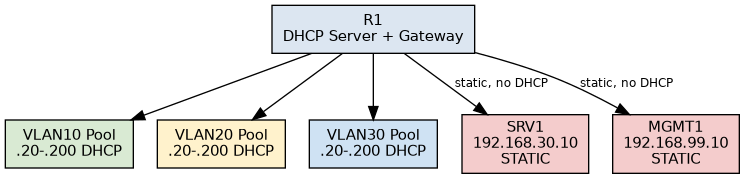 R1
DHCP Server + Gateway
static, no DHCP
static, no DHCP
VLAN10 Pool
.20-.200 DHCP
VLAN20 Pool
.20-.200 DHCP
VLAN30 Pool
.20-.200 DHCP
SRV1
192.168.30.10
STATIC
MGMT1
192.168.99.10
STATIC